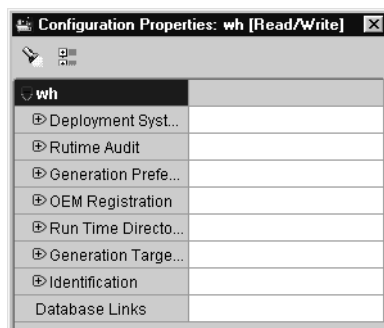 Configuration Properties: wh [Read/Write]
wh
Deployment Syst...
Rutime Audit
Generation Prefe...
OEM Registration
Run Time Directo...
Generation Targe...
Identification
Database Links